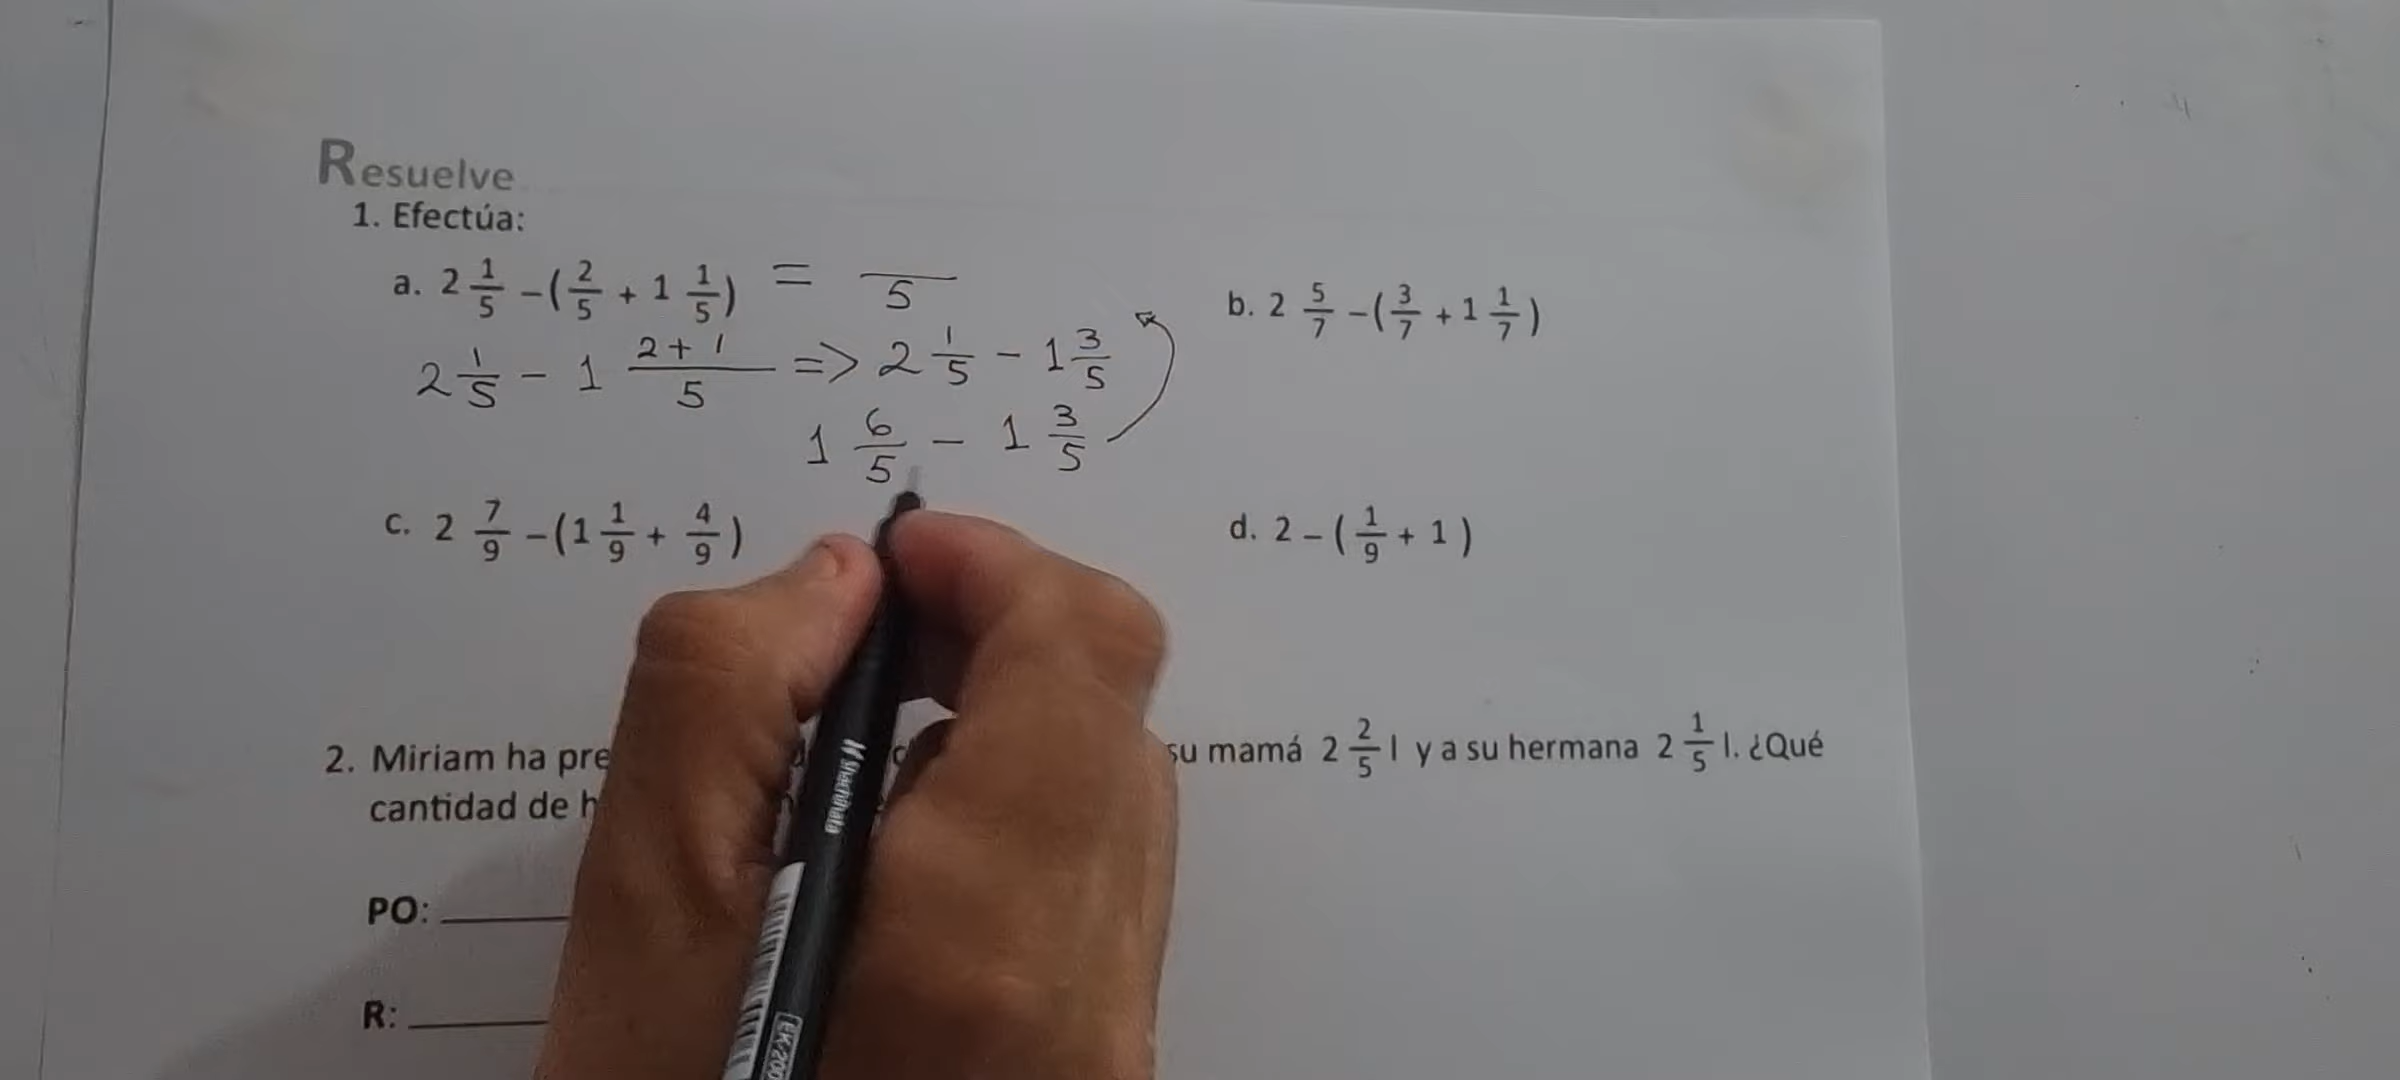 Resuelve
1. Efectúa:
a. 2 1/5 – ( 2/5 + 1 1/5 ) = /5
b. 2 5/7 – ( 3/7 + 1 1/7 )
2 1/5 – 1 2+1/5 => 2 1/5 – 1 3/5
1 6/5 – 1 3/5
c. 2 7/9 – (1 1/9 + 4/9 )
d. 2 – ( 1/9 + 1 )
2. Miriam ha pre su mamá 2 2/5 l y a su hermana 2 1/5 l. ¿Qué
cantidad de h
PO:
R:
Shachihata
EK-200